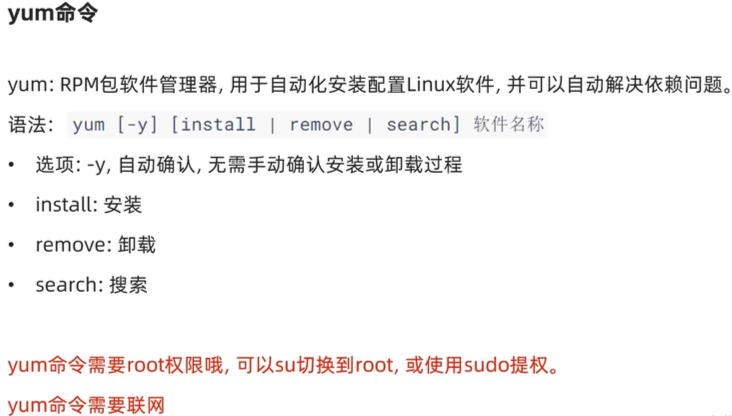 yum命令
yum: RPM包软件管理器, 用于自动化安装配置Linux软件, 并可以自动解决依赖问题。
语法: yum [-y] [install | remove | search] 软件名称
• 选项: -y, 自动确认, 无需手动确认安装或卸载过程
• install: 安装
• remove: 卸载
• search: 搜索
yum命令需要root权限哦, 可以su切换到root, 或使用sudo提权。
yum命令需要联网